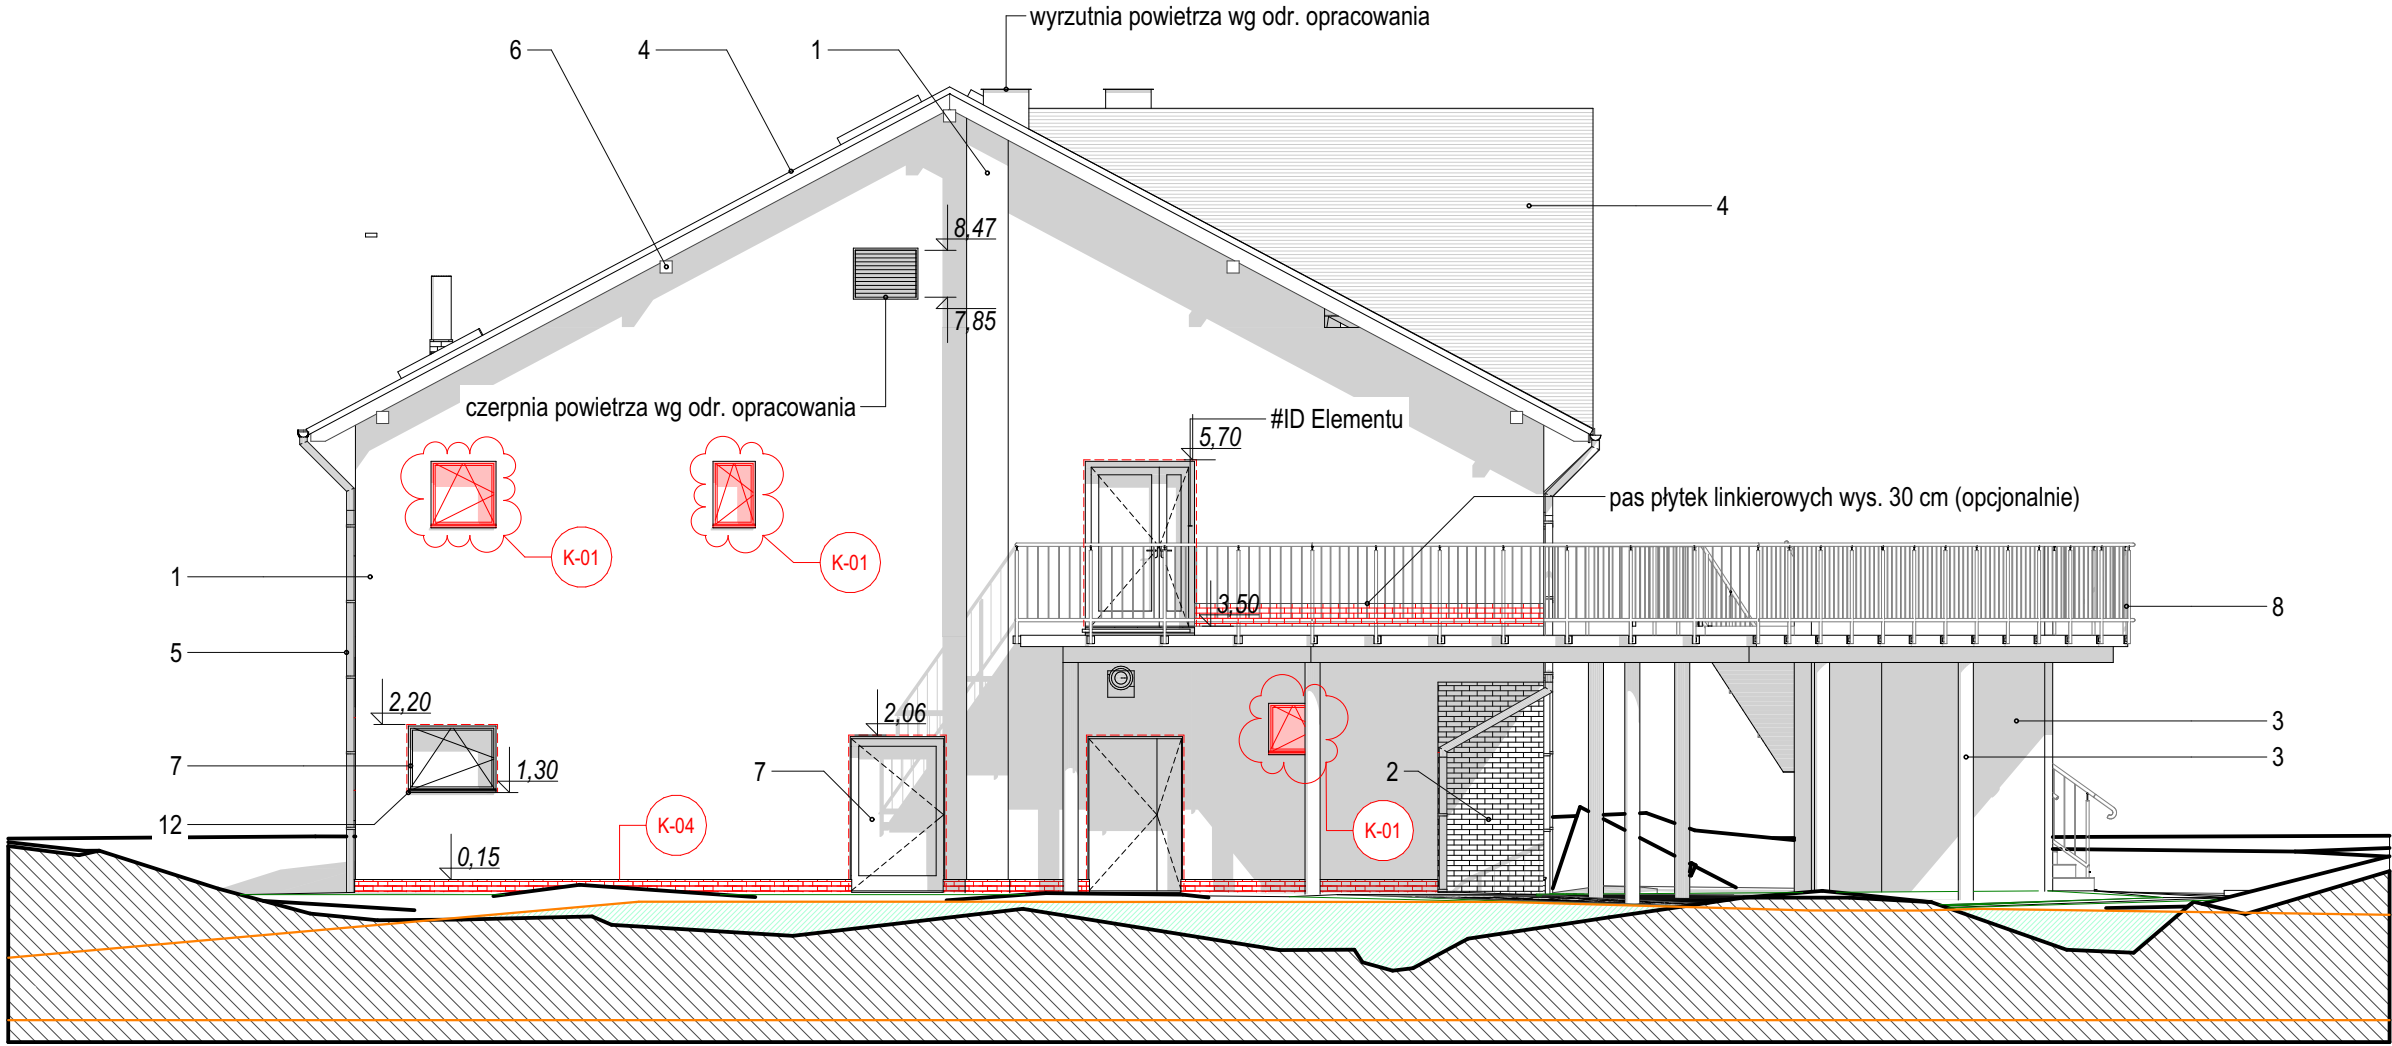 wyrzutnia powietrza wg odr. opracowania
6
4
1
4
8,47
7,85
czerpnia powietrza wg odr. opracowania
#ID Elementu
5,70
pas płytek linkierowych wys. 30 cm (opcjonalnie)
K-01
K-01
1
3,50
8
5
2,20
2,06
3
7
1,30
7
2
3
12
K-04
K-01
0,15